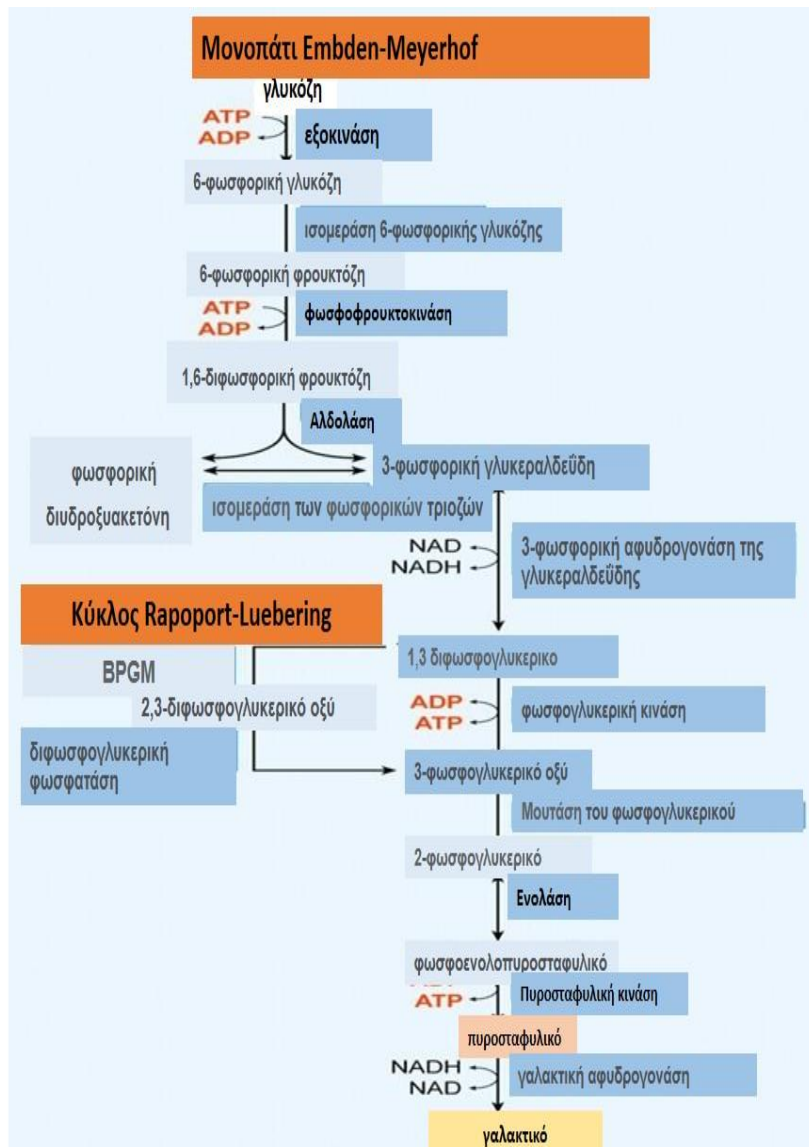 Μονοπάτι Embden-Meyerhof
γλυκόζη
ATP
ADP
εξοκινάση
6-φωσφορική γλυκόζη
ισομεράση 6-φωσφορικής γλυκόζης
6-φωσφορική φρουκτόζη
ATP
ADP
φωσφοφρουκτοκινάση
1,6-διφωσφορική φρουκτόζη
Αλδολάση
φωσφορική
διυδροξυακετόνη
3-φωσφορική γλυκεραλδεΰδη
ισομεράση των φωσφορικών τριοζών
NAD
NADH
3-φωσφορική αφυδρογονάση της
γλυκεραλδεΰδης
Κύκλος Rapoport-Luebering
BPGM
2,3-διφωσφογλυκερικό οξύ
διφωσφογλυκερική
φωσφατάση
1,3 διφωσφογλυκερικο
ADP
ATP
φωσφογλυκερική κινάση
3-φωσφογλυκερικό οξύ
Μουτάση του φωσφογλυκερικού
2-φωσφογλυκερικό
Ενολάση
φωσφοενολοπυροσταφυλικό
ATP
Πυροσταφυλική κινάση
πυροσταφυλικό
NADH
NAD
γαλακτική αφυδρογονάση
γαλακτικό